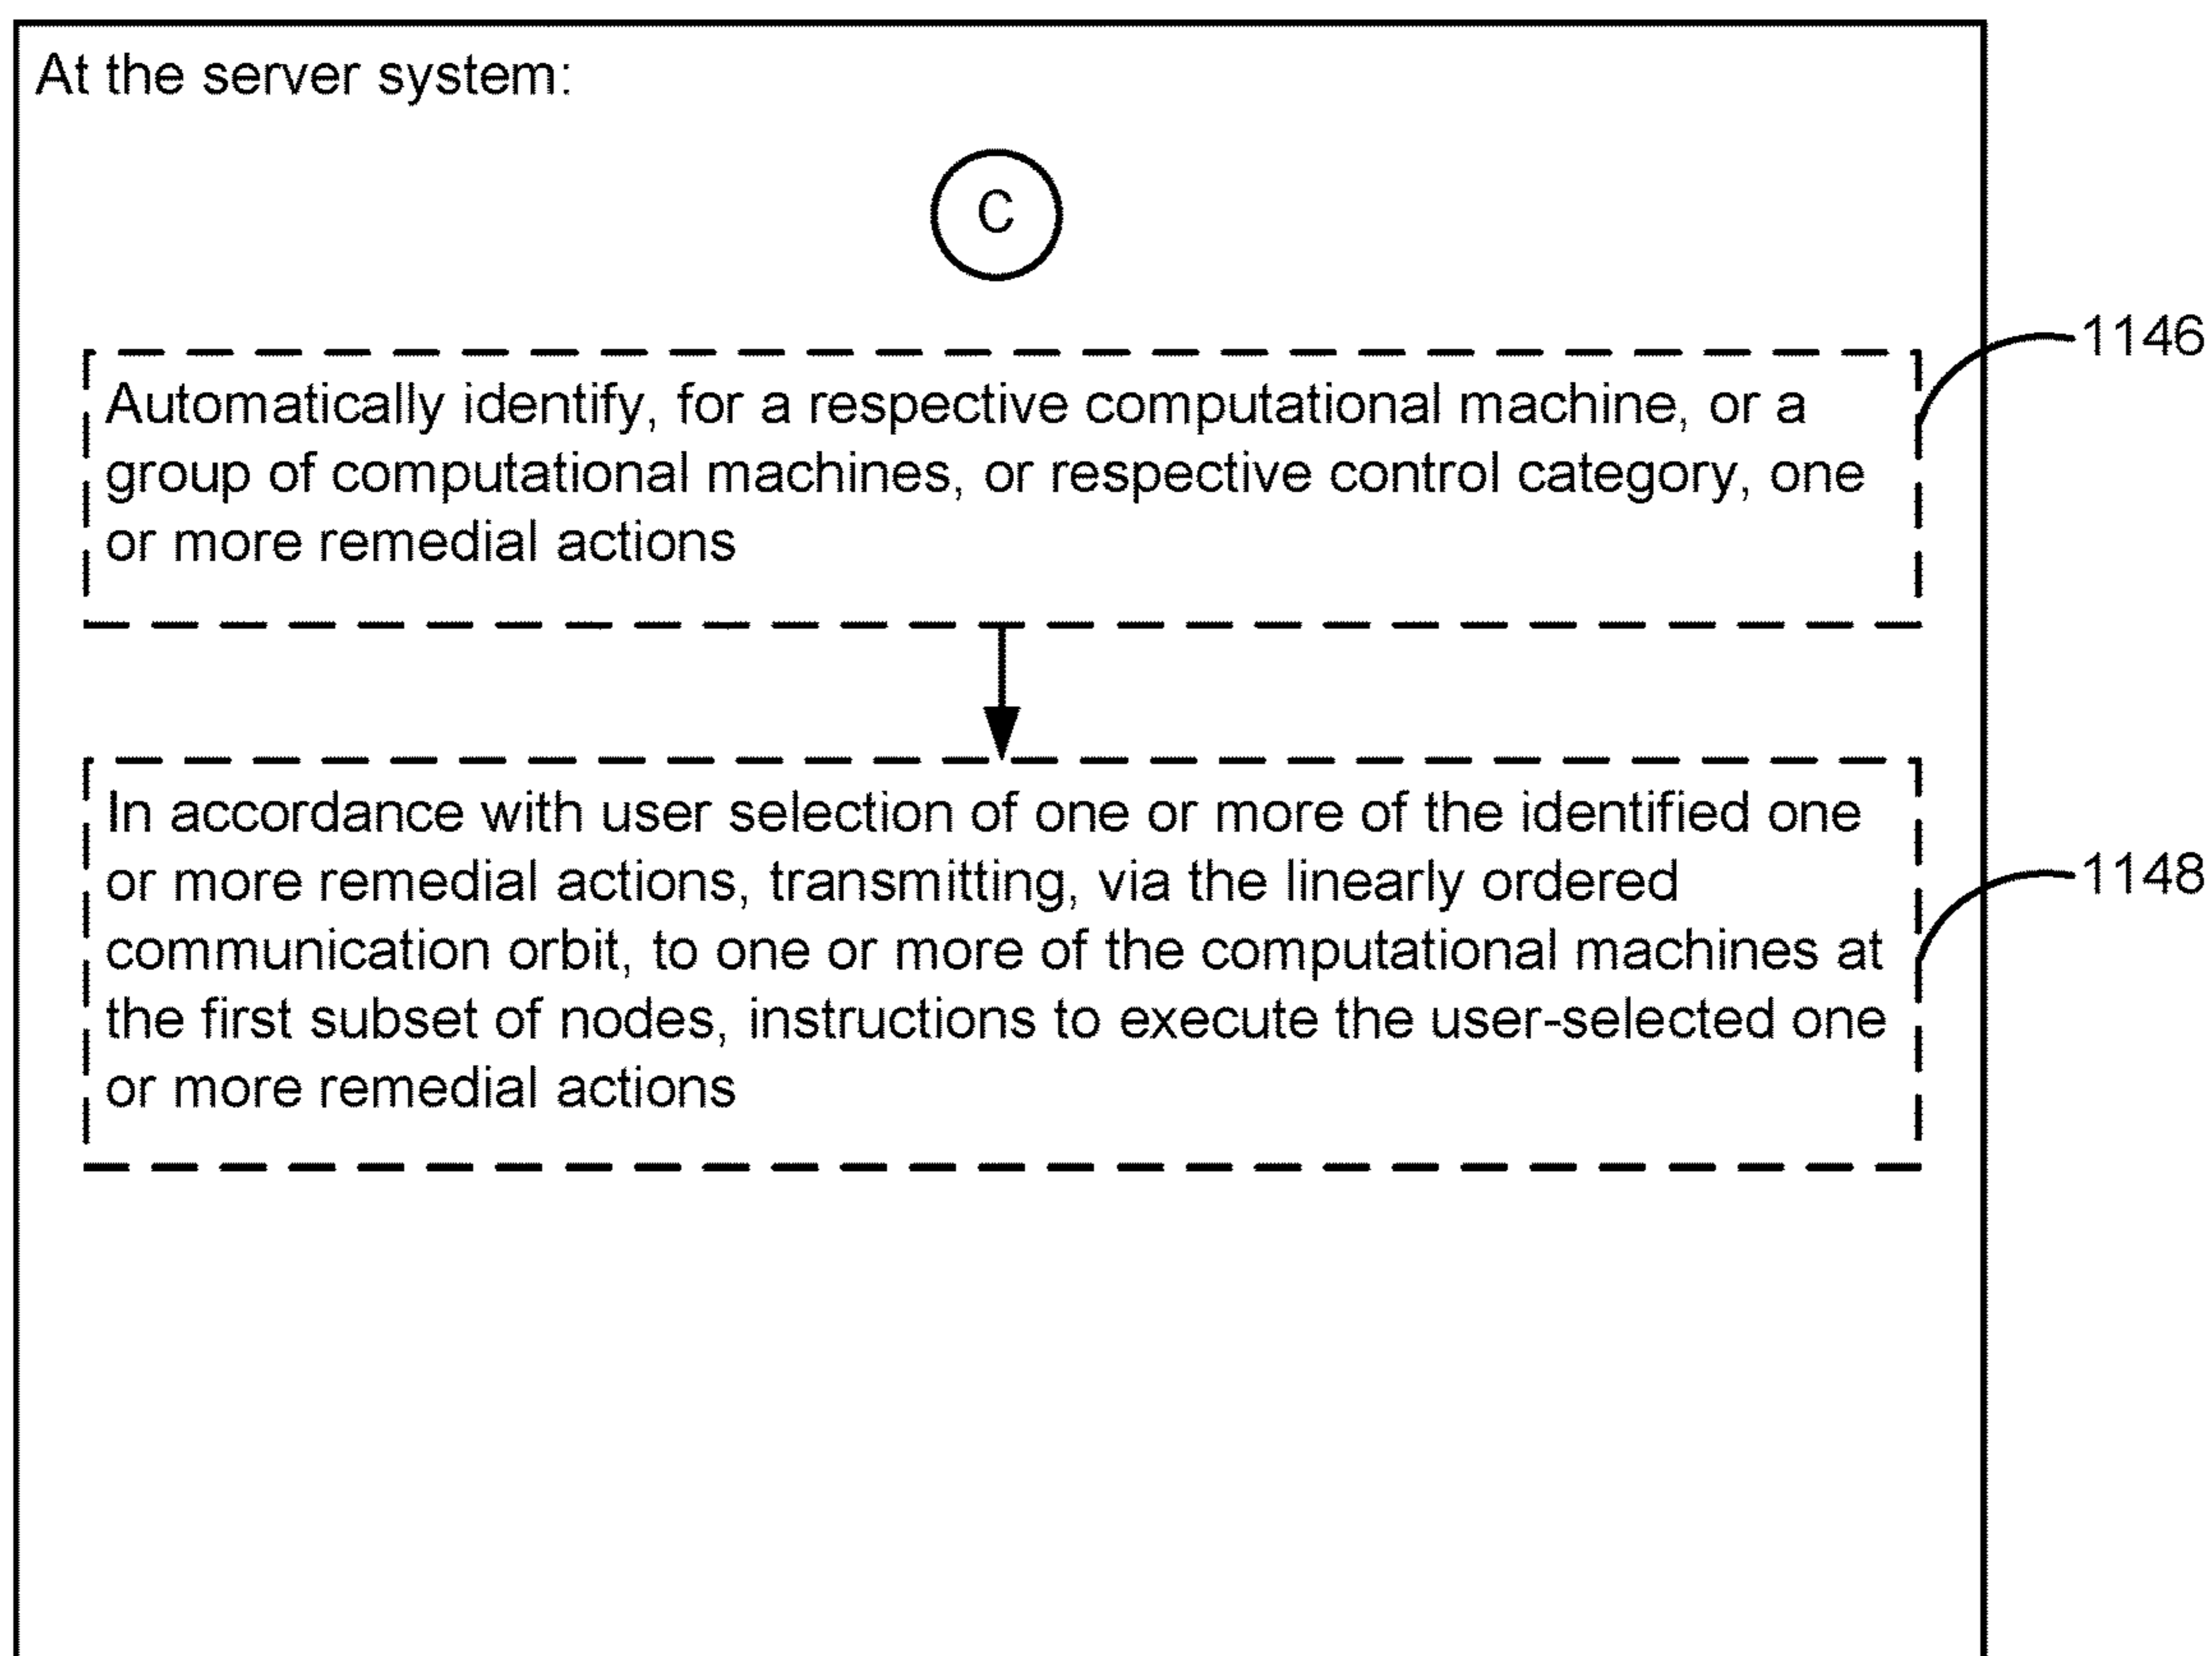 At the server system:
C
1146
Automatically identify, for a respective computational machine, or a
group of computational machines, or respective control category, one
or more remedial actions
In accordance with user selection of one or more of the identified one
or more remedial actions, transmitting, via the linearly ordered
communication orbit, to one or more of the computational machines at
the first subset of nodes, instructions to execute the user-selected one
or more remedial actions
1148